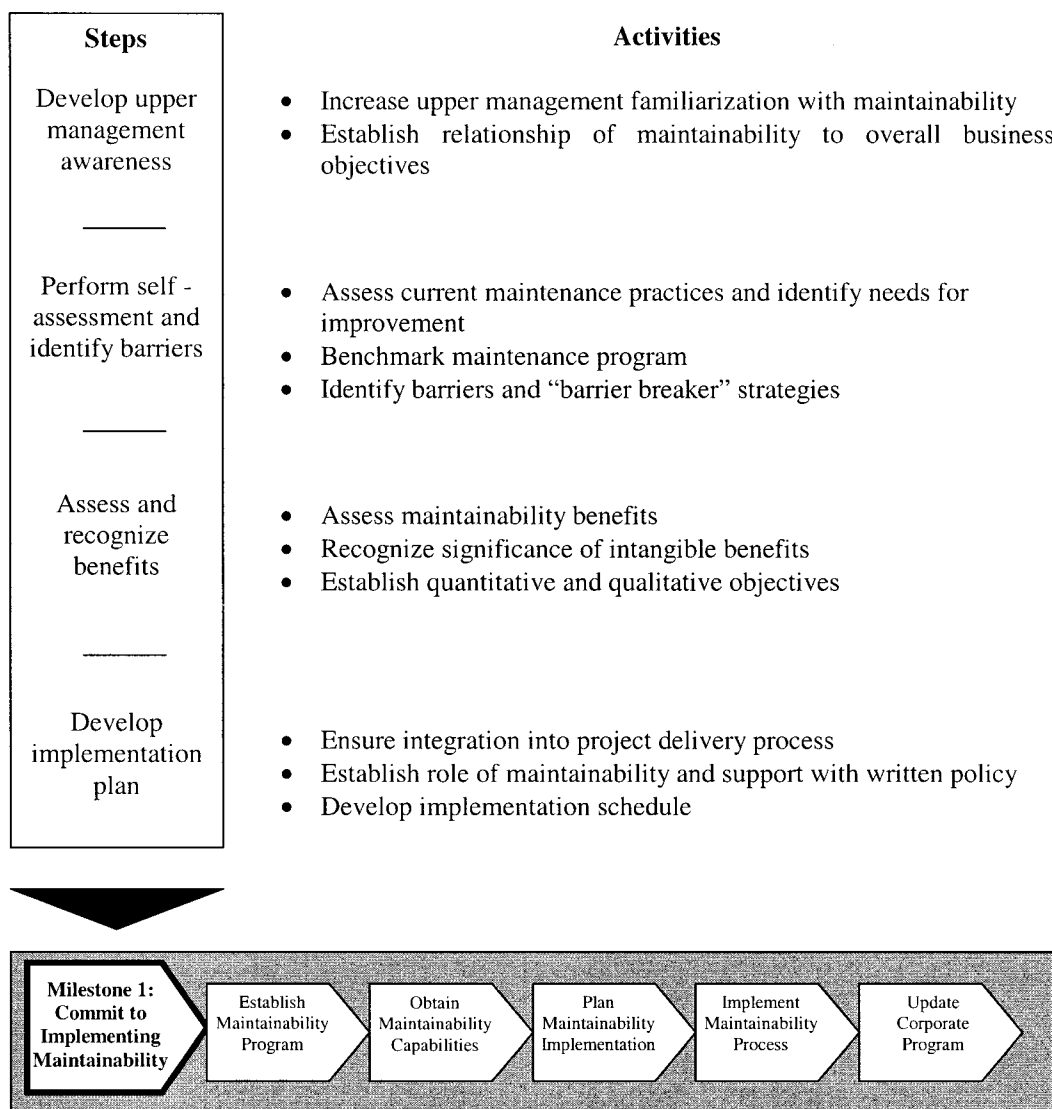 Steps
Activities
Develop upper
management
awareness
• Increase upper management familiarization with maintainability
• Establish relationship of maintainability to overall business
objectives
Perform self -
assessment and
identify barriers
• Assess current maintenance practices and identify needs for
improvement
• Benchmark maintenance program
• Identify barriers and “barrier breaker” strategies
Assess and
recognize
benefits
• Assess maintainability benefits
• Recognize significance of intangible benefits
• Establish quantitative and qualitative objectives
Develop
implementation
plan
• Ensure integration into project delivery process
• Establish role of maintainability and support with written policy
• Develop implementation schedule
Milestone 1:
Commit to
Implementing
Maintainability
Establish
Maintainability
Program
Obtain
Maintainability
Capabilities
Plan
Maintainability
Implementation
Implement
Maintainability
Process
Update
Corporate
Program